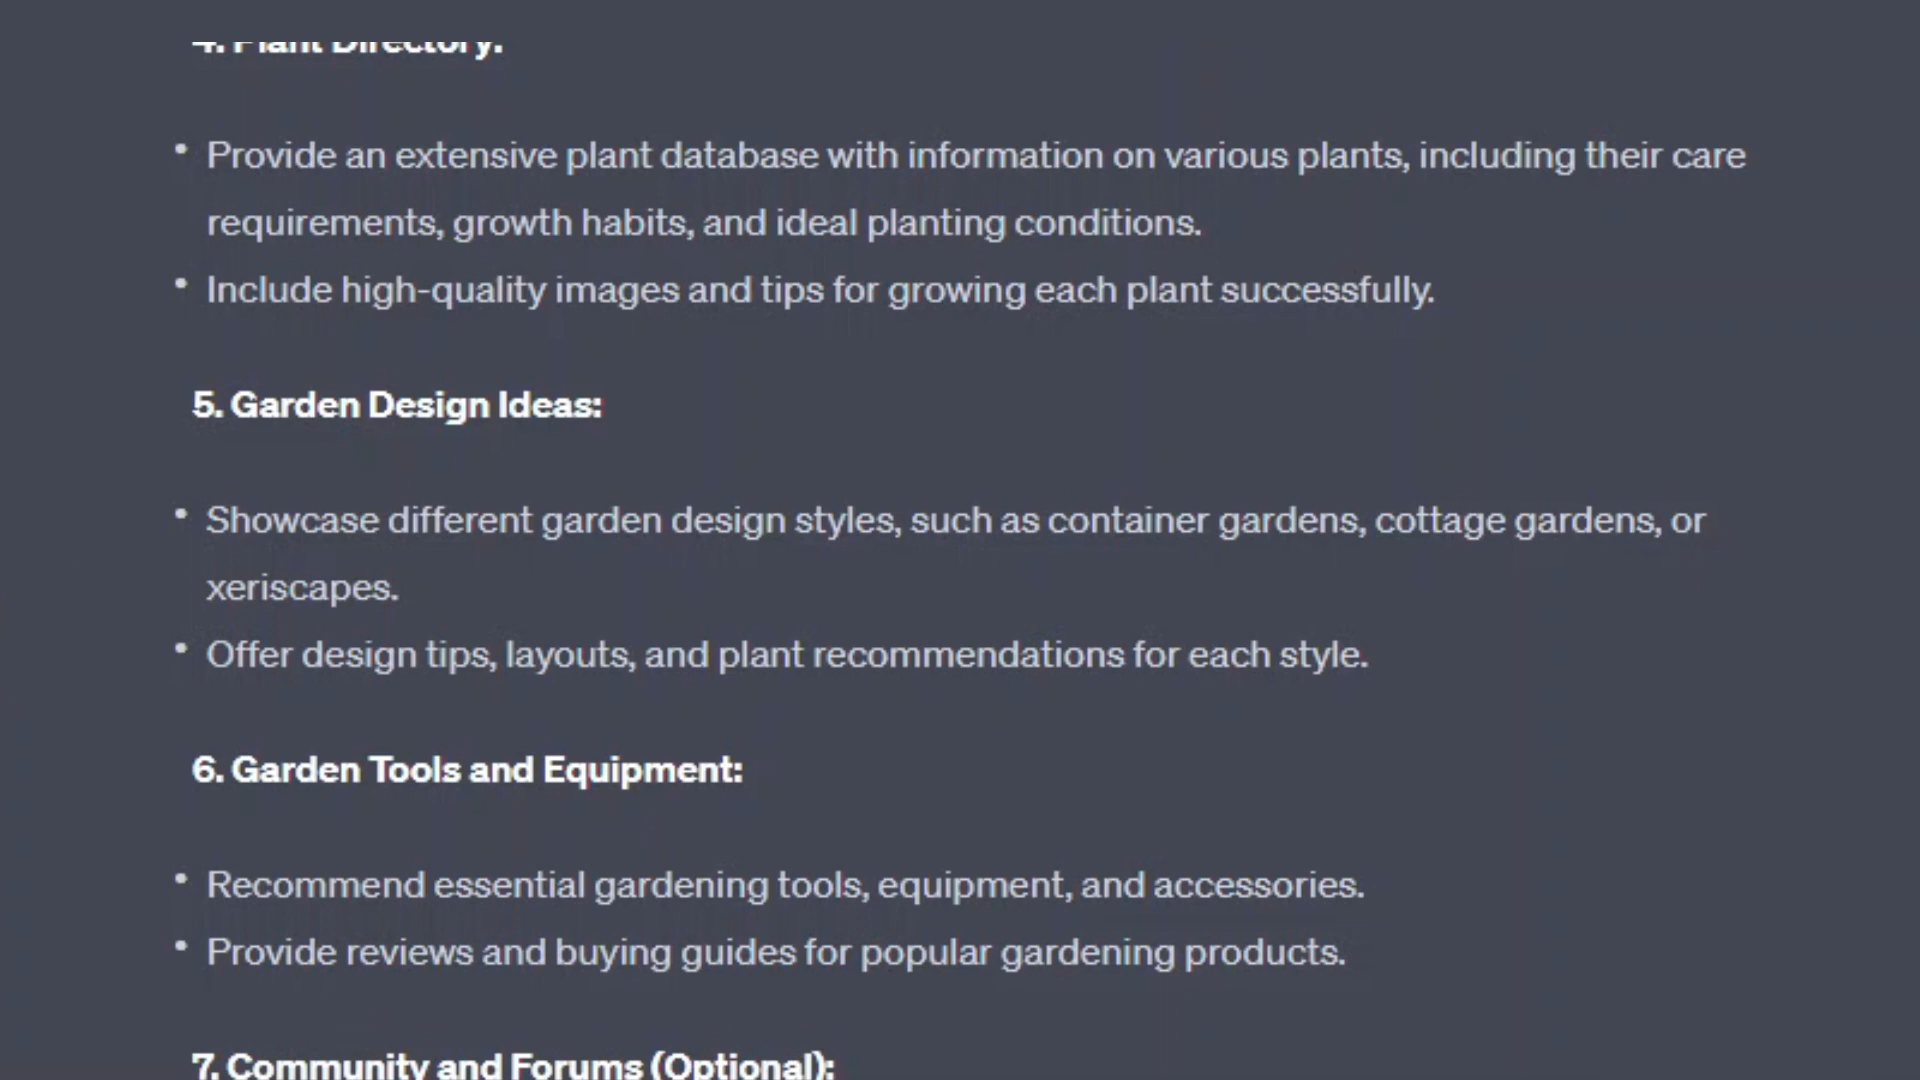 4. Plant Directory:
• Provide an extensive plant database with information on various plants, including their care
requirements, growth habits, and ideal planting conditions.
• Include high-quality images and tips for growing each plant successfully.
5. Garden Design Ideas:
• Showcase different garden design styles, such as container gardens, cottage gardens, or
xeriscapes.
• Offer design tips, layouts, and plant recommendations for each style.
6. Garden Tools and Equipment:
• Recommend essential gardening tools, equipment, and accessories.
• Provide reviews and buying guides for popular gardening products.
7. Community and Forums (Optional):